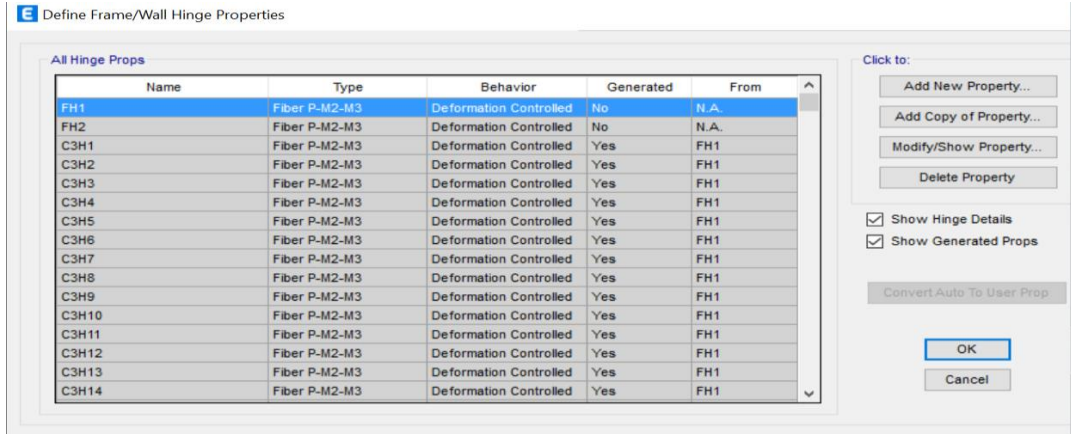 E Define Frame/Wall Hinge Properties
All Hinge Props
Name Type Behavior Generated From
FH1 Fiber P-M2-M3 Deformation Controlled No N.A.
FH2 Fiber P-M2-M3 Deformation Controlled No N.A.
C3H1 Fiber P-M2-M3 Deformation Controlled Yes FH1
C3H2 Fiber P-M2-M3 Deformation Controlled Yes FH1
C3H3 Fiber P-M2-M3 Deformation Controlled Yes FH1
C3H4 Fiber P-M2-M3 Deformation Controlled Yes FH1
C3H5 Fiber P-M2-M3 Deformation Controlled Yes FH1
C3H6 Fiber P-M2-M3 Deformation Controlled Yes FH1
C3H7 Fiber P-M2-M3 Deformation Controlled Yes FH1
C3H8 Fiber P-M2-M3 Deformation Controlled Yes FH1
C3H9 Fiber P-M2-M3 Deformation Controlled Yes FH1
C3H10 Fiber P-M2-M3 Deformation Controlled Yes FH1
C3H11 Fiber P-M2-M3 Deformation Controlled Yes FH1
C3H12 Fiber P-M2-M3 Deformation Controlled Yes FH1
C3H13 Fiber P-M2-M3 Deformation Controlled Yes FH1
C3H14 Fiber P-M2-M3 Deformation Controlled Yes FH1
Click to:
Add New Property...
Add Copy of Property...
Modify/Show Property...
Delete Property
Show Hinge Details
Show Generated Props
Convert Auto To User Prop
OK
Cancel